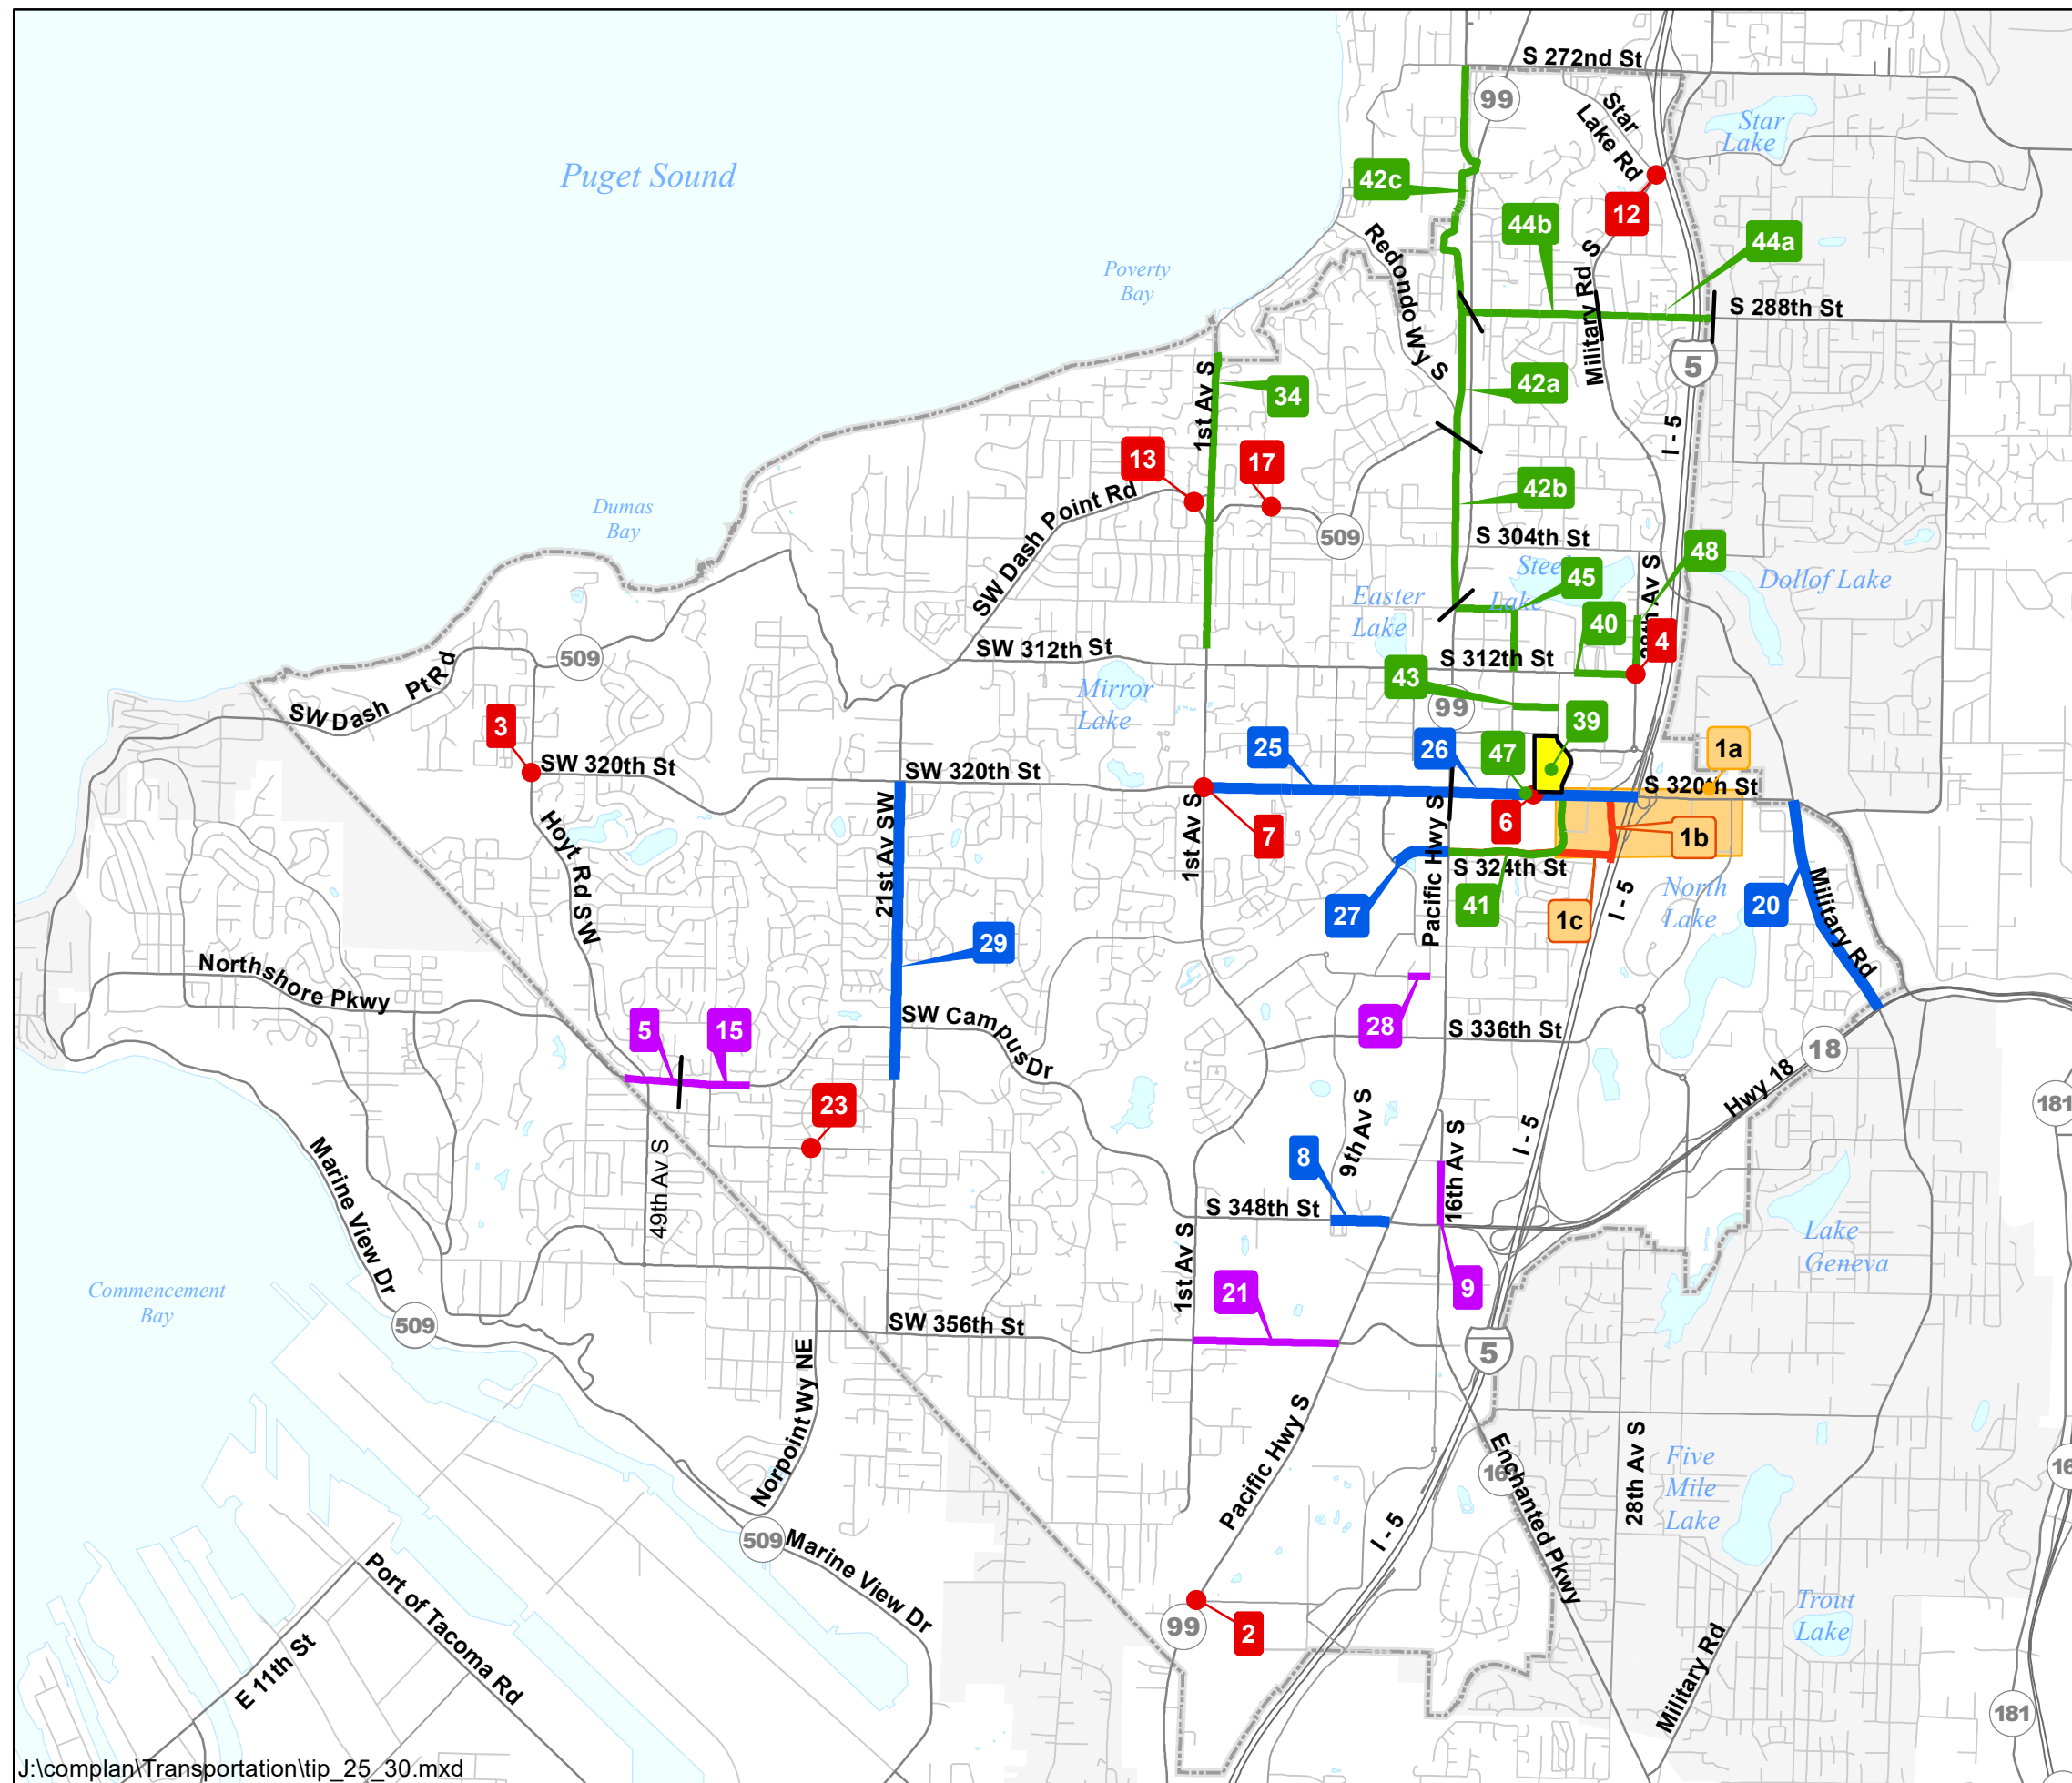 S 272nd St
99
Star
Lake Rd
Star
Lake
Puget Sound
42c
12
44b
44a
Redondo Wy S
Military Rd S
Poverty
Bay
S 288th St
5
1st Av S
34
42a
I - 5
13
17
42b
SW Dash Point Rd
509
Dumas
Bay
S 304th St
48
Lake
45
Dollof Lake
Easter
Lake
40
4
SW 312th St
S 312th St
509
43
Mirror
Lake
99
39
SW Dash Pt Rd
3
25
26
47
1a
SW 320th St
SW 320th St
S 320th St
6
7
1b
21st Av SW
1st Av S
Pacific Hwy S
S 324th St
Hoyt Rd SW
27
41
1c
I - 5
North
Lake
20
Military Rd
29
Northshore Pkwy
28
S 336th St
SW Campus Dr
5
15
18
Hwy 18
23
181
Marine View Dr
49th Av S
9th Av S
16th Av S
I - 5
8
S 348th St
Lake
Geneva
Commencement
Bay
1st Av S
21
9
509
SW 356th St
5
Norpoint Wy NE
Pacific Hwy S
Enchanted Pkwy
28th Av S
Five
Mile
Lake
509
Marine View Dr
I - 5
Port of Tacoma Rd
E 11th St
99
2
Trout
Lake
Military Rd
181
J:\complan\Transportation\tip_25_30.mxd